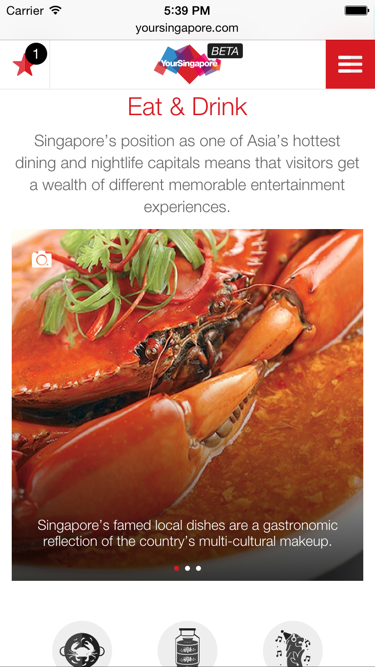 Carrier 5:39 PM
yoursingapore.com
1
YourSingapore BETA
Eat & Drink
Singapore's position as one of Asia's hottest
dining and nightlife capitals means that visitors get
a wealth of different memorable entertainment
experiences.
Singapore's famed local dishes are a gastronomic
reflection of the country's multi-cultural makeup.